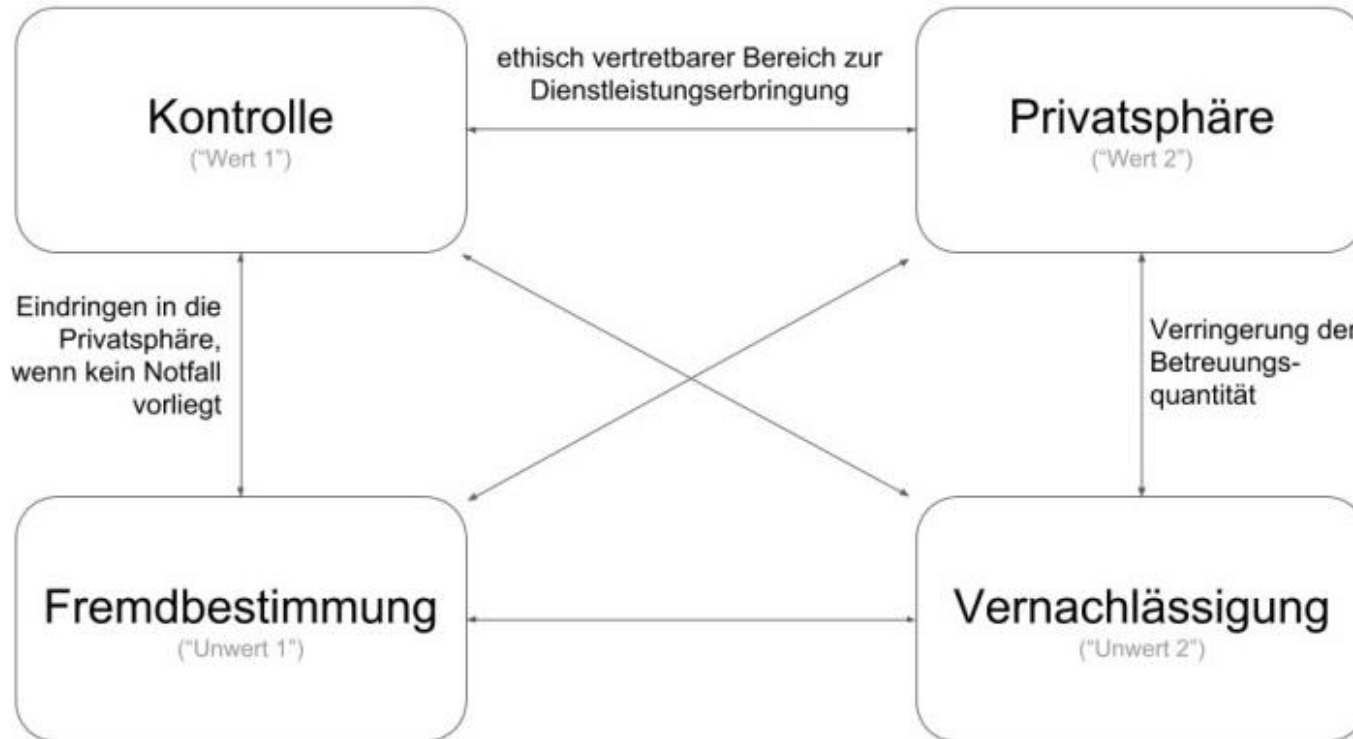 ethisch vertretbarer Bereich zur
Dienstleistungserbringung
Kontrolle
("Wert 1")
Privatsphäre
("Wert 2")
Eindringen in die
Privatsphäre,
wenn kein Notfall
vorliegt
Verringerung der
Betreuungs-
quantität
Fremdbestimmung
("Unwert 1")
Vernachlässigung
("Unwert 2")